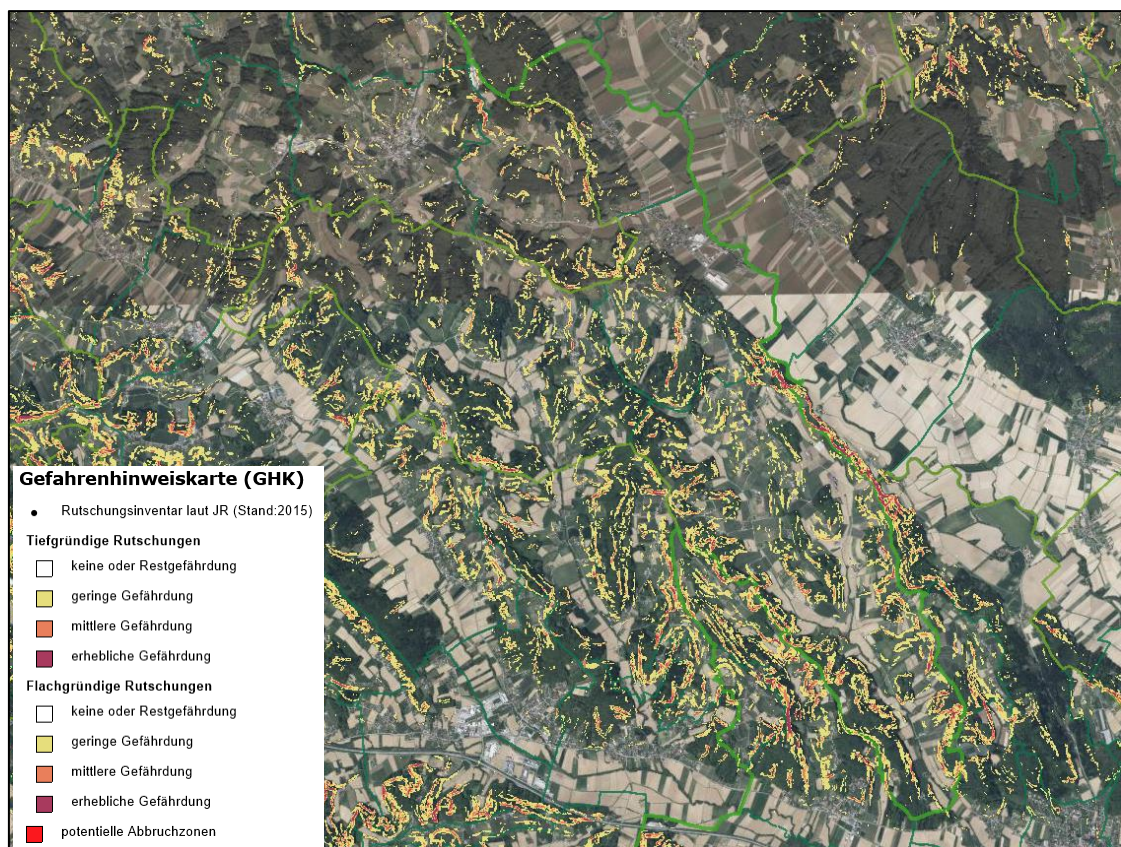 Gefahrenhinweiskarte (GHK)
Rutschungsinventar laut JR (Stand:2015)
Tiefgründige Rutschungen
keine oder Restgefährdung
geringe Gefährdung
mittlere Gefährdung
erhebliche Gefährdung
Flachgründige Rutschungen
keine oder Restgefährdung
geringe Gefährdung
mittlere Gefährdung
erhebliche Gefährdung
potentielle Abbruchzonen